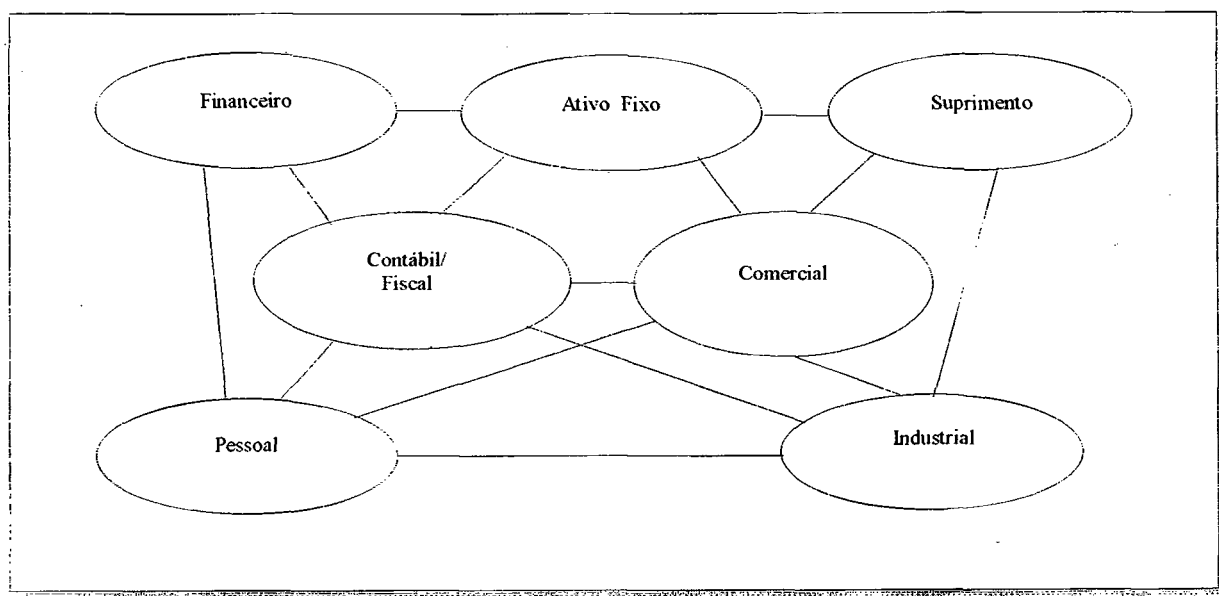 Financeiro
Ativo Fixo
Suprimento
Contábil/
Fiscal
Comercial
Pessoal
Industrial